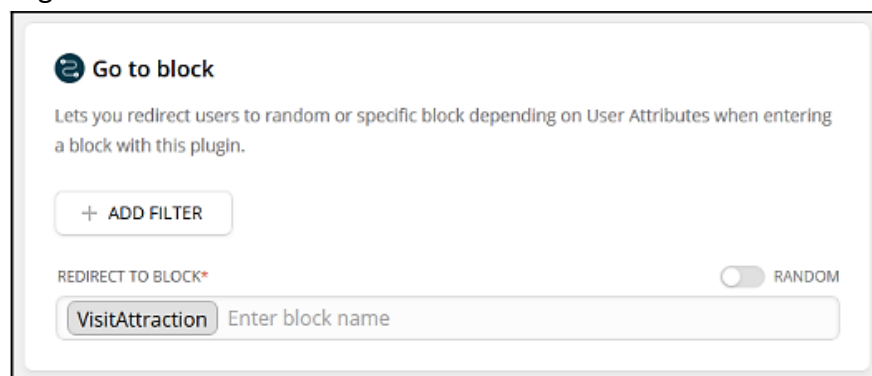 Go to block
Lets you redirect users to random or specific block depending on User Attributes when entering
a block with this plugin.
+ ADD FILTER
REDIRECT TO BLOCK* RANDOM
VisitAttraction Enter block name